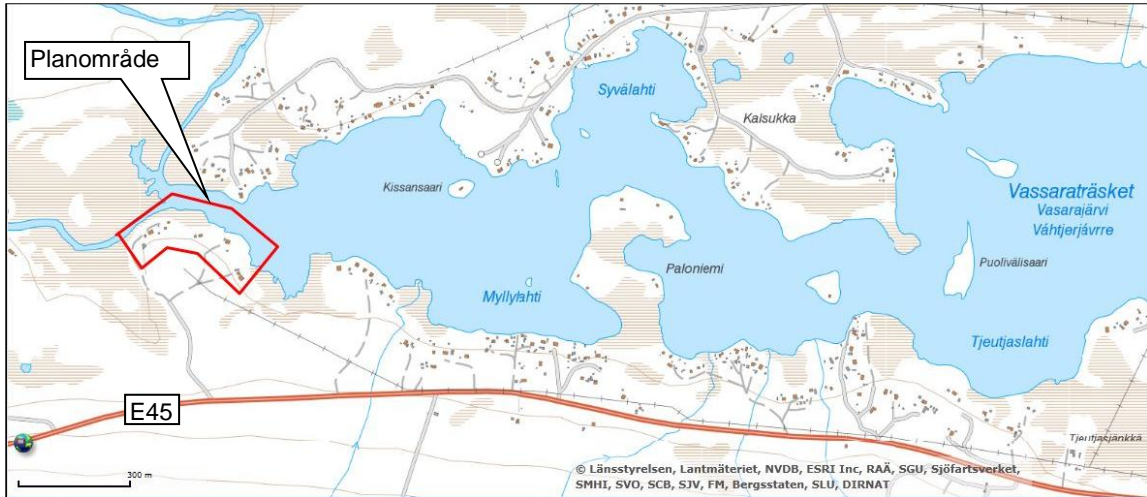 Planområde
Syvälahti
Kaisukka
Kissansaari
Vassaraträsket
Vasarajärvi
Váhtjerjávrre
Puolivälisaari
Paloniemi
Myllylahti
Tjeutjaslahti
E45
Tjeutjasjänkkä
300 m
© Länsstyrelsen, Lantmäteriet, NVDB, ESRI Inc, RAÄ, SGU, Sjöfartsverket,
SMHI, SVO, SCB, SJV, FM, Bergsstaten, SLU, DIRNAT